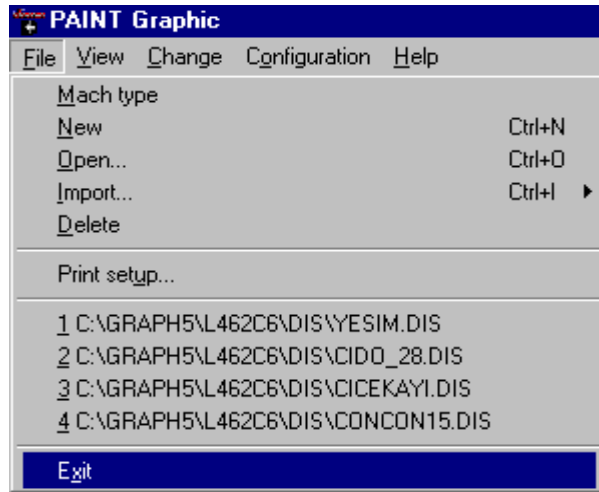 PAINT Graphic
File View Change Configuration Help
Mach type
New Ctrl+N
Open... Ctrl+O
Import... Ctrl+I
Delete
Print setup...
1 C:\GRAPH5\L462C6\DIS\YESIM.DIS
2 C:\GRAPH5\L462C6\DIS\CIDO_28.DIS
3 C:\GRAPH5\L462C6\DIS\CICEKAYI.DIS
4 C:\GRAPH5\L462C6\DIS\CONCON15.DIS
Exit